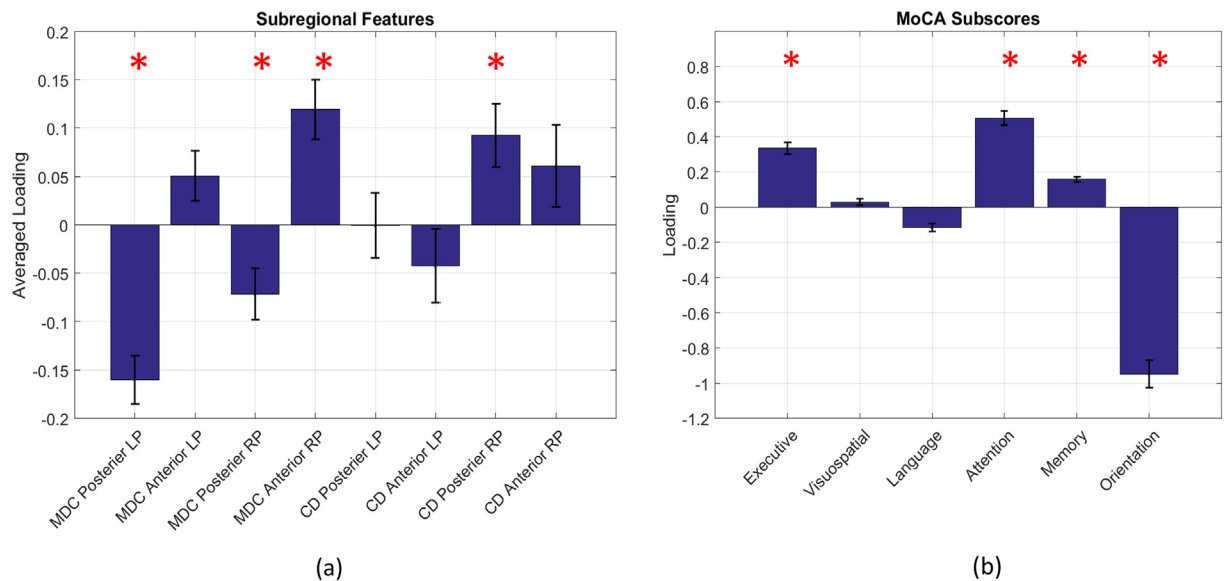 Subregional Features
0.2
0.15
0.1
0.05
0
-0.05
-0.1
-0.15
-0.2
Averaged Loading
* * * *
MDC Posterier LP
MDC Anterior LP
MDC Posterier RP
MDC Anterior RP
CD Posterier LP
CD Anterior LP
CD Posterier RP
CD Anterior RP
(a)
MoCA Subscores
0.8
0.6
0.4
0.2
0
-0.2
-0.4
-0.6
-0.8
-1
-1.2
Loading
* * * *
Executive
Visuospatial
Language
Attention
Memory
Orientation
(b)